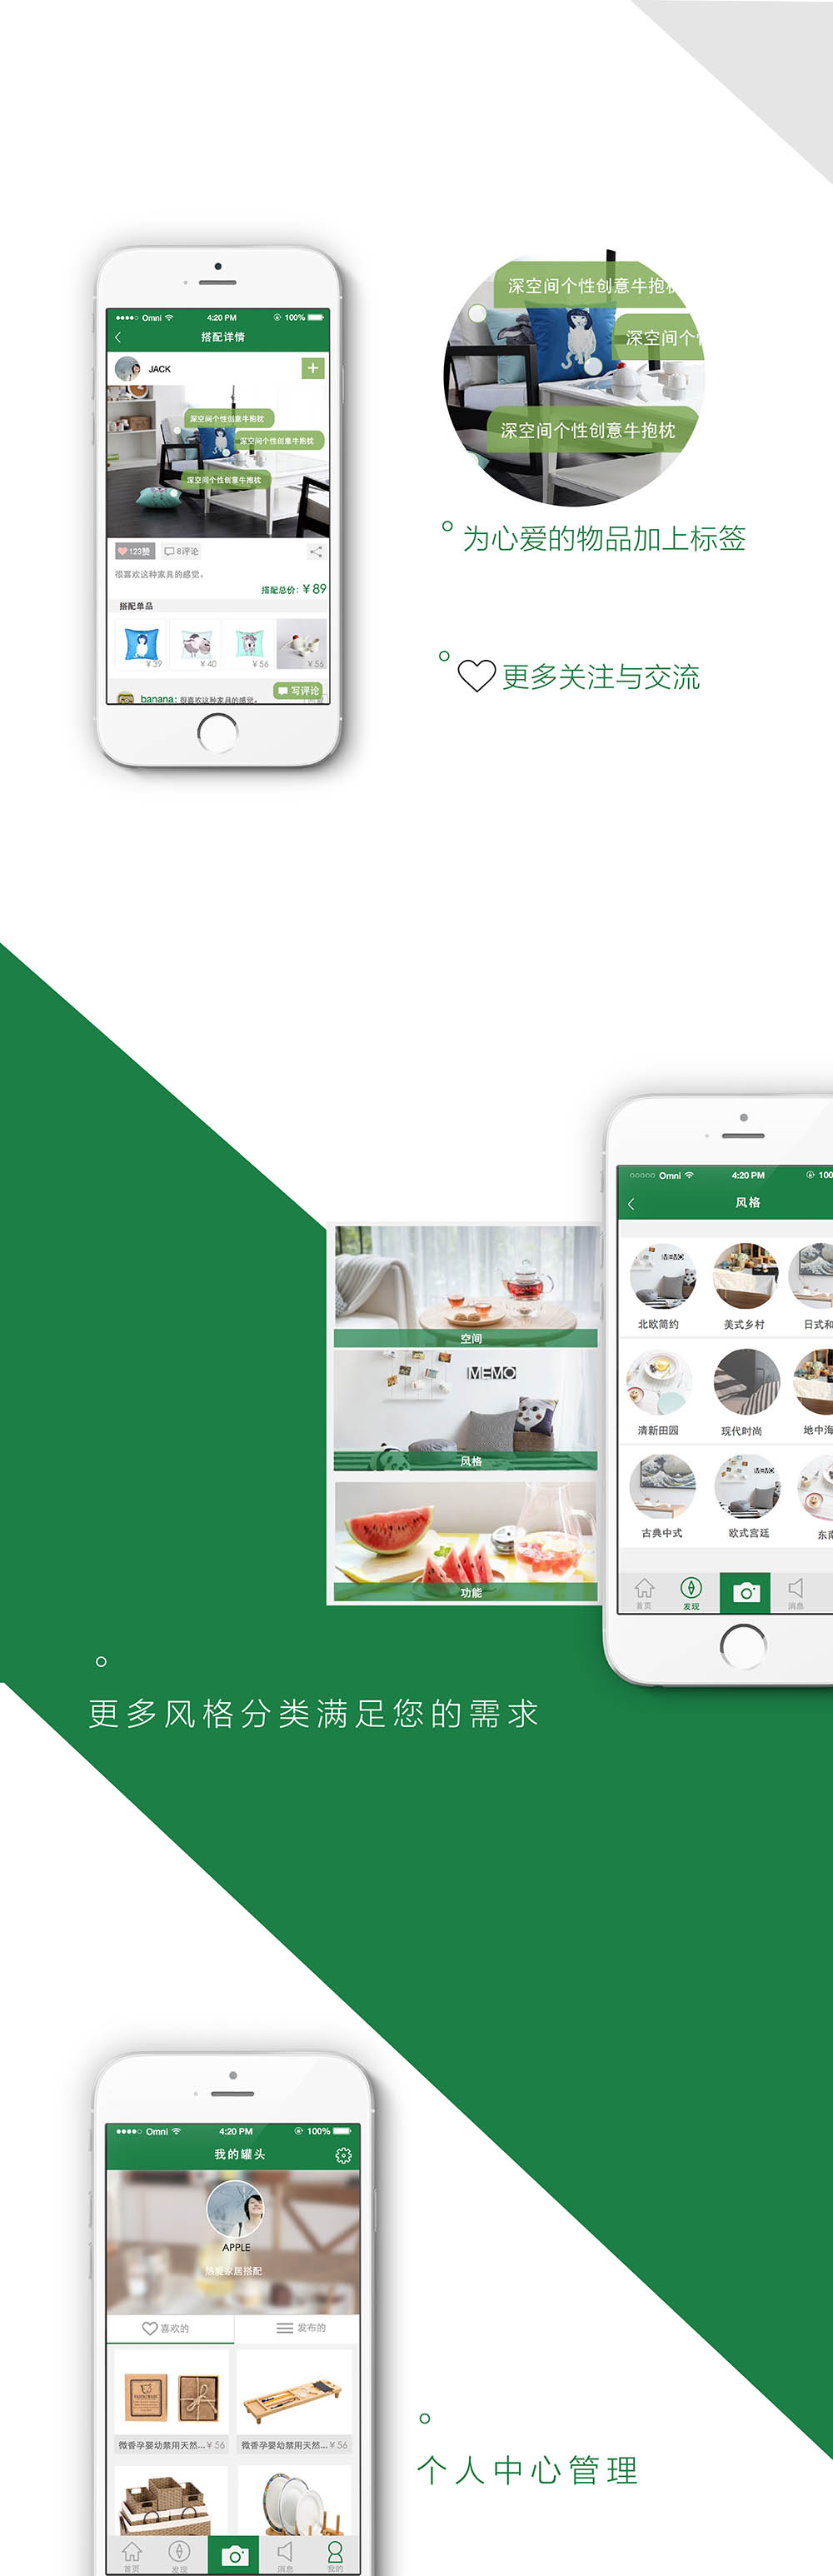 Omni 4:20 PM 100%
搭配详情
JACK
深空间个性创意牛抱枕
深空间个性创意牛抱枕
深空间个性创意牛抱枕
123赞 8评论
很喜欢这种家具的感觉。
搭配总价:￥89
搭配单品
￥39 ￥40 ￥56 ￥56
写评论
banana: 很喜欢这种家具的感觉。
深空间个性创意牛抱
深空间个
深空间个性创意牛抱枕
为心爱的物品加上标签
更多关注与交流
Omni 4:20 PM 100
风格
MEMO
北欧简约 美式乡村 日式和
清新田园 现代时尚 地中海
古典中式 欧式宫廷 东南
首页 发现 消息
空间
MEMO
风格
功能
更多风格分类满足您的需求
Omni 4:20 PM 100%
我的罐头
APPLE
热爱家居搭配
喜欢的 发布的
微香孕婴幼禁用天然...￥56 微香孕婴幼禁用天然...￥56
首页 发现 消息 我的
个人中心管理